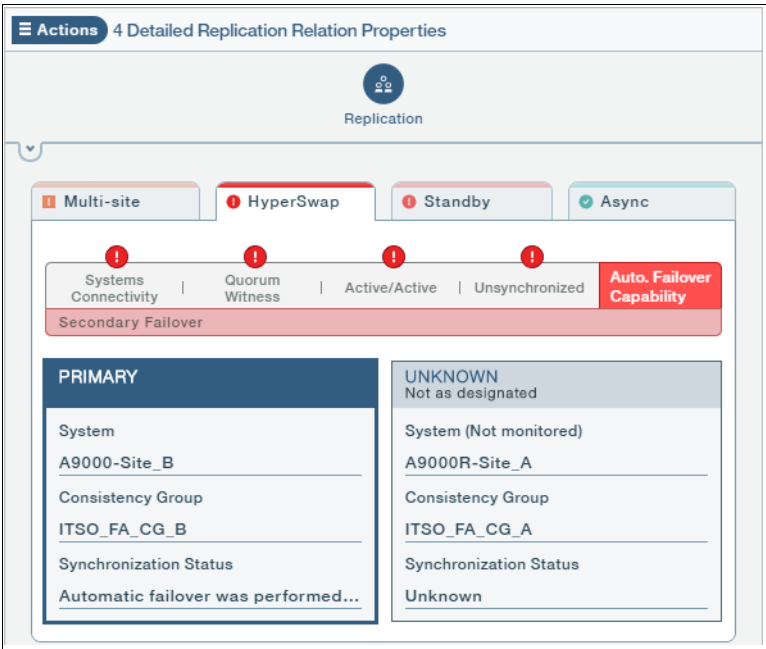 Actions 4 Detailed Replication Relation Properties
Replication
Multi-site HyperSwap Standby Async
Systems Connectivity | Quorum Witness | Active/Active | Unsynchronized Auto. Failover Capability
Secondary Failover
PRIMARY
System
A9000-Site_B
Consistency Group
ITSO_FA_CG_B
Synchronization Status
Automatic failover was performed...
UNKNOWN
Not as designated
System (Not monitored)
A9000R-Site_A
Consistency Group
ITSO_FA_CG_A
Synchronization Status
Unknown